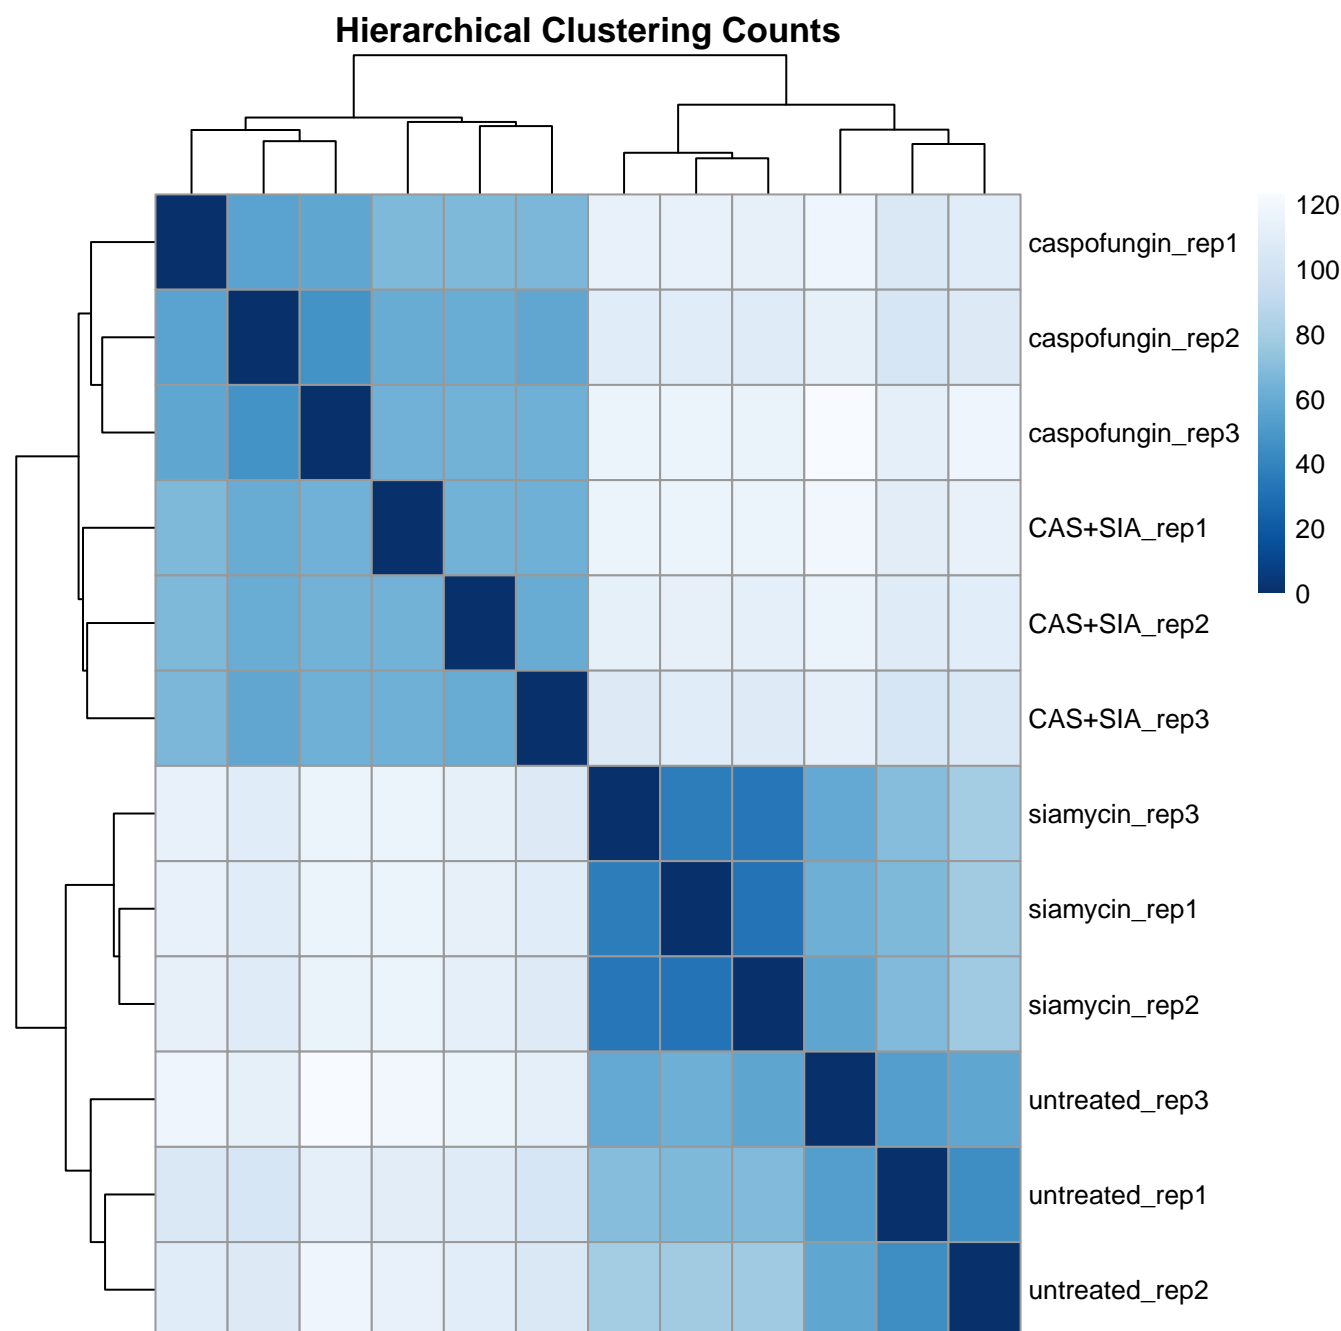 Hierarchical Clustering Counts
caspofungin_rep1
caspofungin_rep2
caspofungin_rep3
CAS+SIA_rep1
CAS+SIA_rep2
CAS+SIA_rep3
siamycin_rep3
siamycin_rep1
siamycin_rep2
untreated_rep3
untreated_rep1
untreated_rep2
120
100
80
60
40
20
0